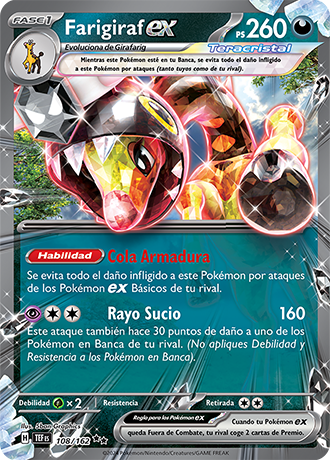 FASE 1
Farigiraf ex
PS 260
Evoluciona de Girafarig
Teracristal
Mientras este Pokémon esté en tu Banca, se evita todo el daño infligido
a este Pokémon por ataques (tanto tuyos como de tu rival).
Habilidad Cola Armadura
Se evita todo el daño infligido a este Pokémon por ataques
de los Pokémon ex Básicos de tu rival.
Rayo Sucio 160
Este ataque también hace 30 puntos de daño a uno de los
Pokémon en Banca de tu rival. (No apliques Debilidad y
Resistencia a los Pokémon en Banca).
Debilidad × 2 Resistencia Retirada
Illus. 5ban Graphics
H TEF ES 108/162
Regla para los Pokémon ex
Cuando tu Pokémon ex
queda Fuera de Combate, tu rival coge 2 cartas de Premio.
©2024 Pokémon/Nintendo/Creatures/GAME FREAK